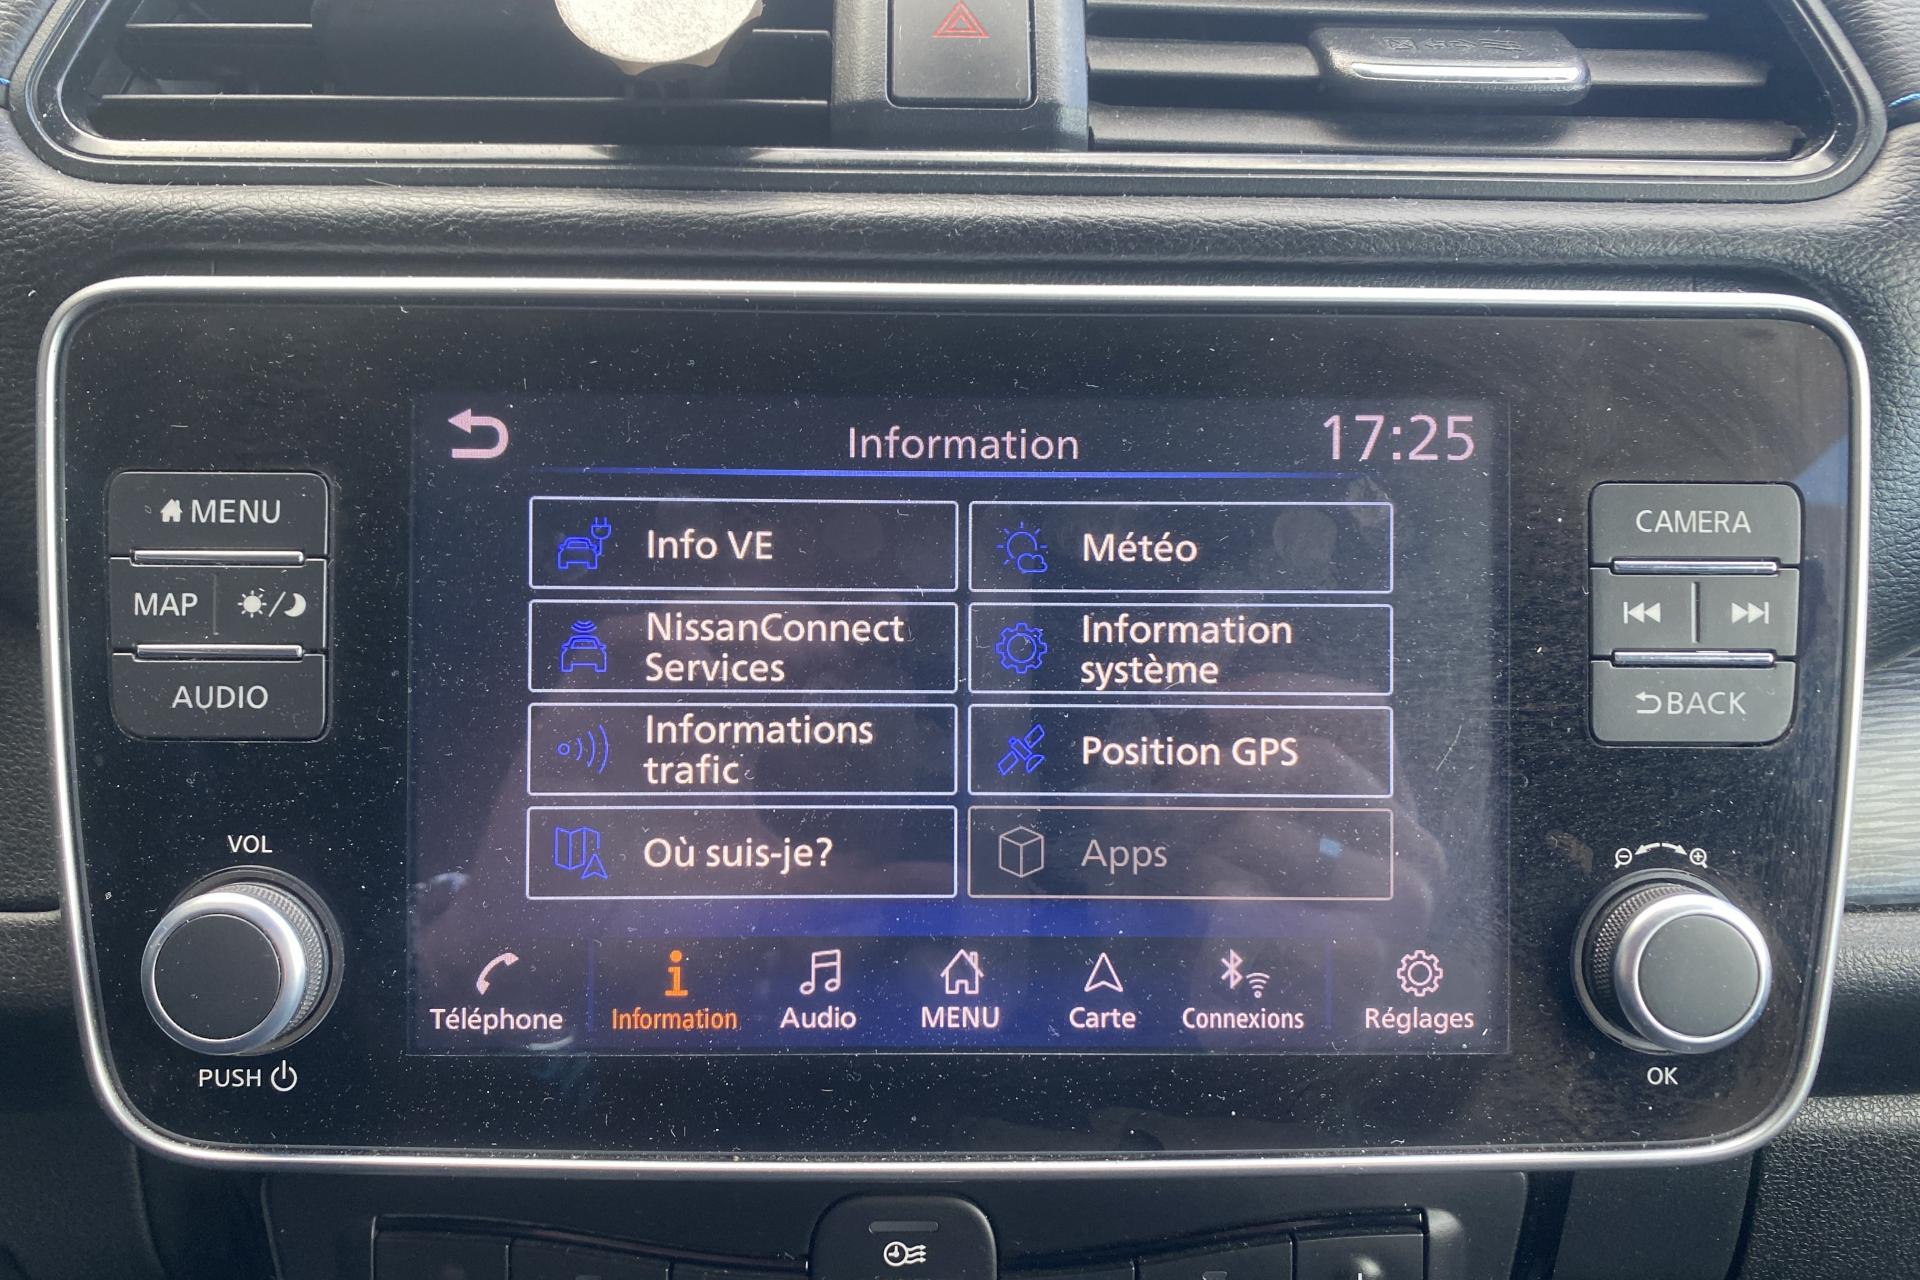 Information
17:25
MENU
MAP
AUDIO
Info VE
Météo
NissanConnect
Services
Information
système
Informations
trafic
Position GPS
Où suis-je?
Apps
Téléphone
Information
Audio
MENU
Carte
Connexions
Réglages
CAMERA
BACK
VOL
PUSH
OK